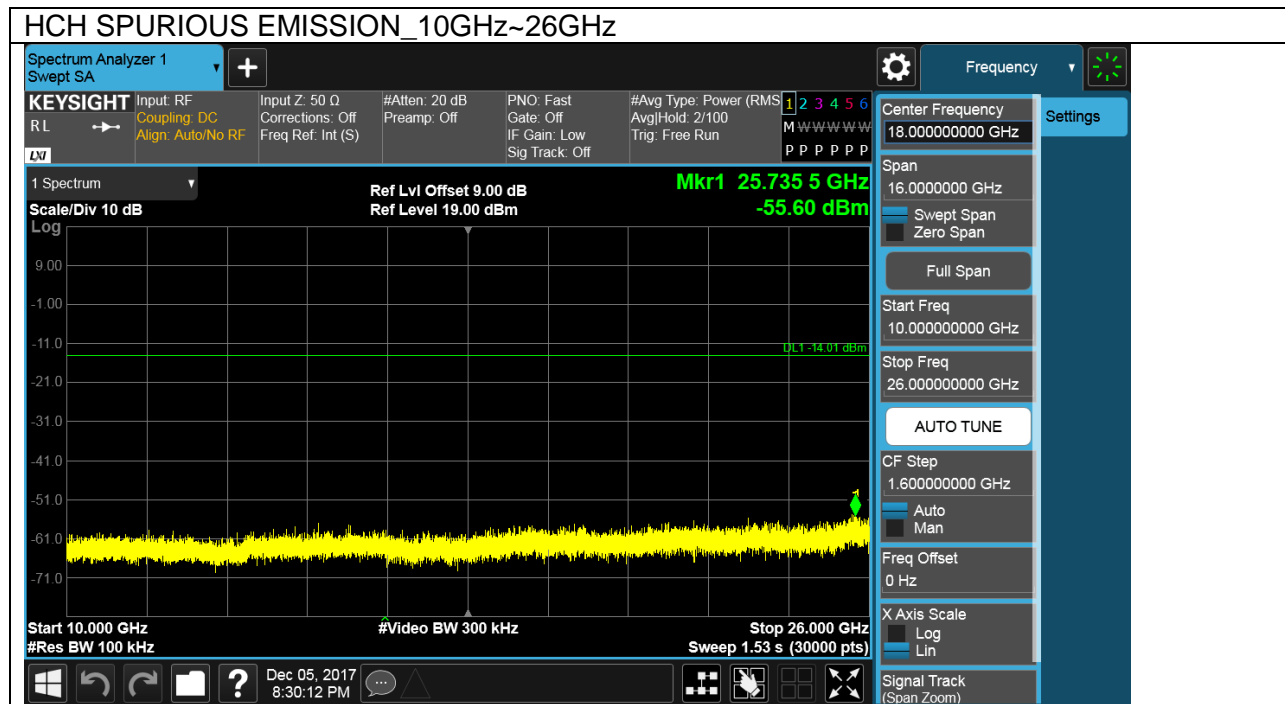 HCH SPURIOUS EMISSION_10GHz~26GHz
Spectrum Analyzer 1
Swept SA
Frequency
KEYSIGHT
RL
LXI
Input: RF
Coupling: DC
Align: Auto/No RF
Input Z: 50 Ω
Corrections: Off
Freq Ref: Int (S)
#Atten: 20 dB
Preamp: Off
PNO: Fast
Gate: Off
IF Gain: Low
Sig Track: Off
#Avg Type: Power (RMS
Avg|Hold: 2/100
Trig: Free Run
1 2 3 4 5 6
M W W W W W
P P P P P P
1 Spectrum
Scale/Div 10 dB
Log
Ref Lvl Offset 9.00 dB
Ref Level 19.00 dBm
Mkr1 25.735 5 GHz
-55.60 dBm
9.00
-1.00
-11.0
DL1 -14.01 dBm
-21.0
-31.0
-41.0
-51.0
1
-61.0
-71.0
Start 10.000 GHz
#Res BW 100 kHz
#Video BW 300 kHz
Stop 26.000 GHz
Sweep 1.53 s (30000 pts)
Center Frequency
18.000000000 GHz
Settings
Span
16.0000000 GHz
Swept Span
Zero Span
Full Span
Start Freq
10.000000000 GHz
Stop Freq
26.000000000 GHz
AUTO TUNE
CF Step
1.600000000 GHz
Auto
Man
Freq Offset
0 Hz
X Axis Scale
Log
Lin
Signal Track
(Span Zoom)
?
Dec 05, 2017
8:30:12 PM